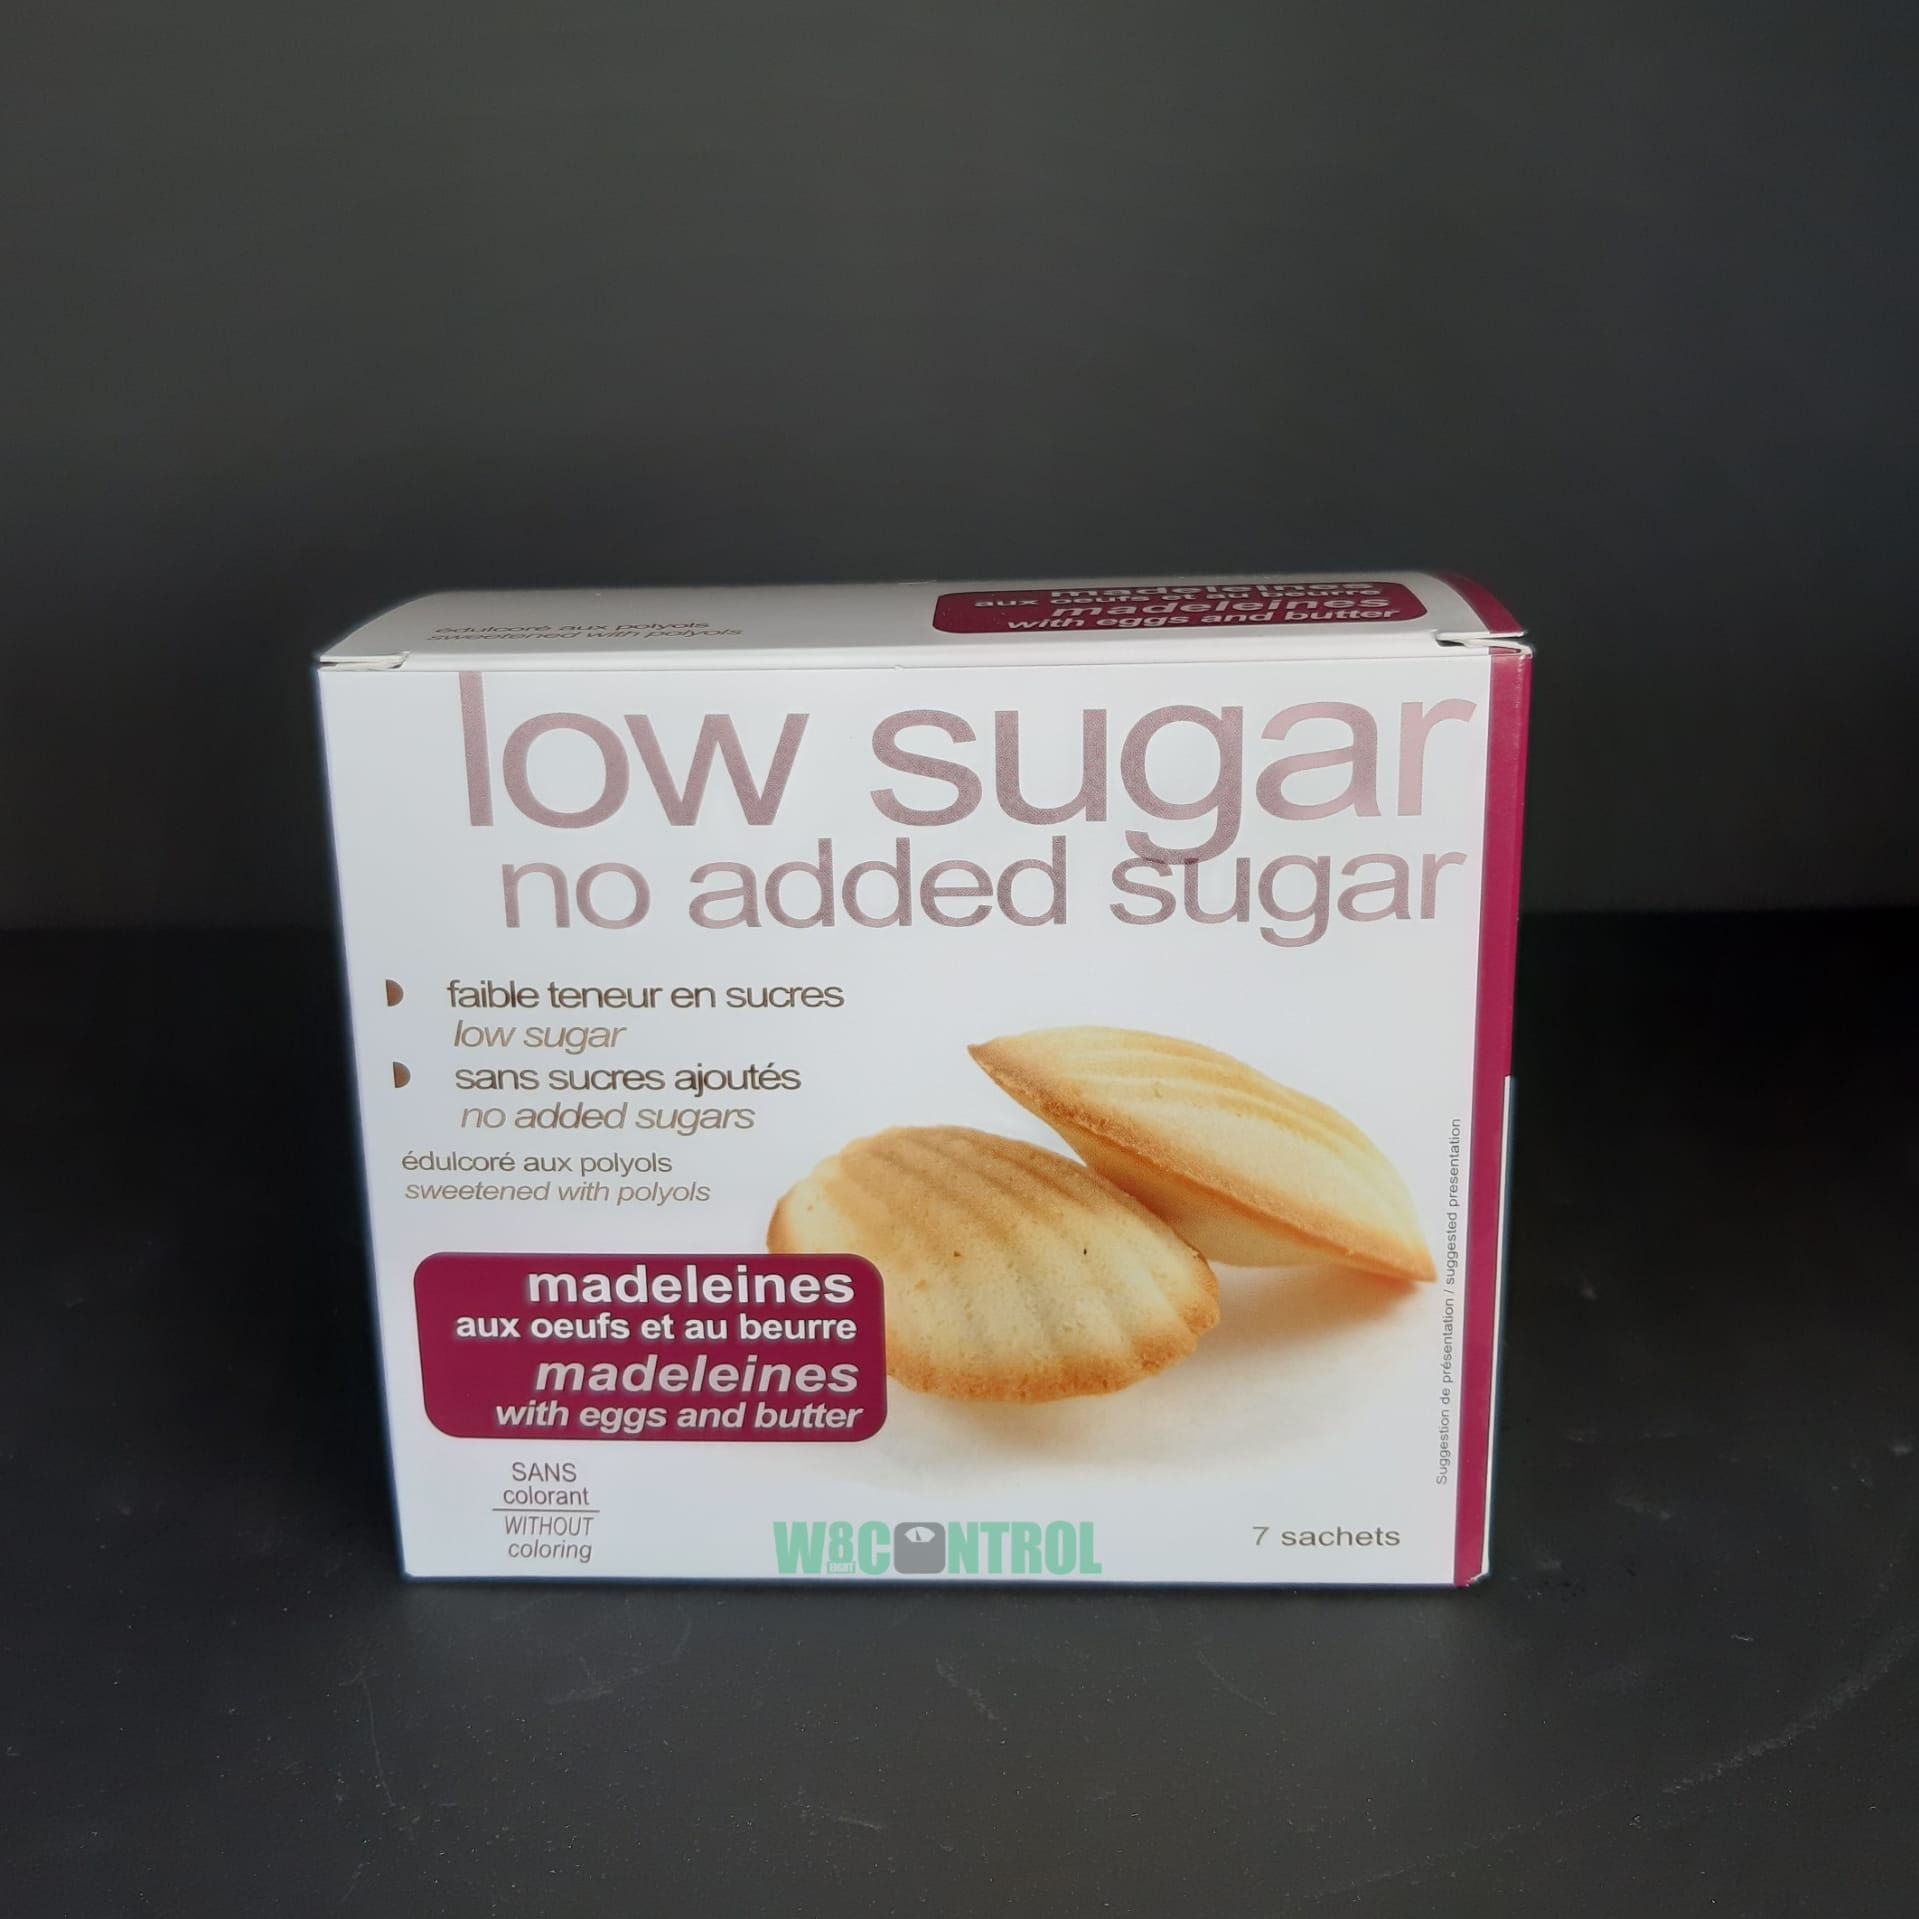 édulcoré aux polyols
sweetened with polyols
madeleines
aux oeufs et au beurre
madeleines
with eggs and butter
low sugar
no added sugar
faible teneur en sucres
low sugar
sans sucres ajoutés
no added sugars
édulcoré aux polyols
sweetened with polyols
madeleines
aux oeufs et au beurre
madeleines
with eggs and butter
SANS
colorant
WITHOUT
coloring
W8CONTROL
7 sachets
Suggestion de présentation / suggested presentation